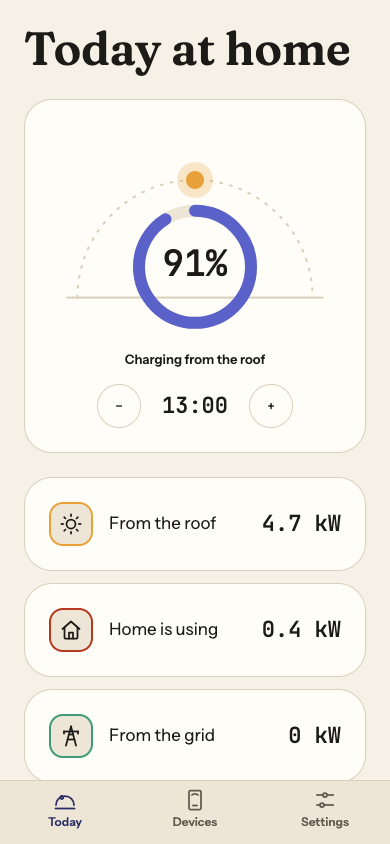 Today at home
91%
Charging from the roof
− 13:00 +
From the roof 4.7 kW
Home is using 0.4 kW
From the grid 0 kW
Today Devices Settings